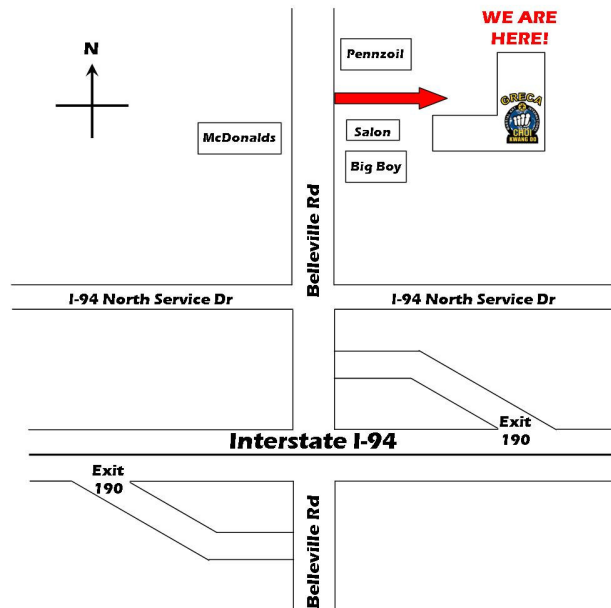 WE ARE
HERE!
N
Pennzoil
GRECA
McDonalds
Salon
CHOI
KWANG DO
Big Boy
Belleville Rd
I-94 North Service Dr
I-94 North Service Dr
Exit
190
Interstate I-94
Exit
190
Belleville Rd